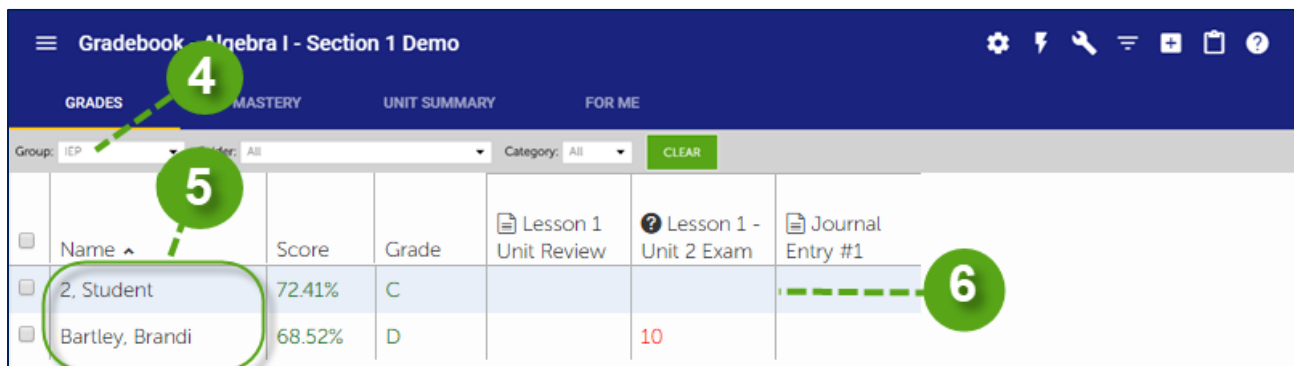 Gradebook - Algebra I - Section 1 Demo
4
GRADES MASTERY UNIT SUMMARY FOR ME
Group: IEP Folder: All Category: All CLEAR
5
Name Score Grade Lesson 1 Unit Review ? Lesson 1 - Unit 2 Exam Journal Entry #1
2, Student 72.41% C
6
Bartley, Brandi 68.52% D 10